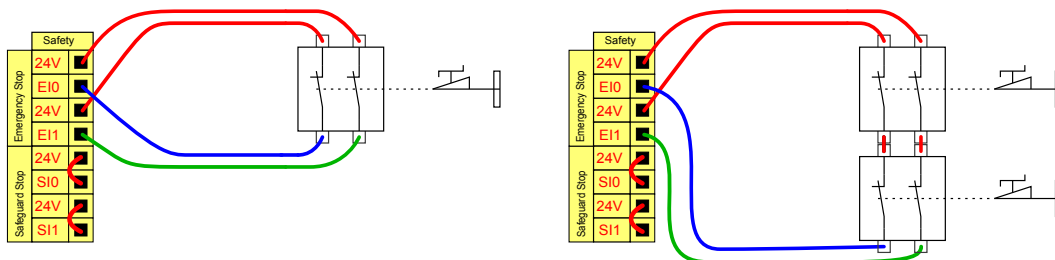 Safety
Emergency Stop
24V
EI0
24V
EI1
Safeguard Stop
24V
SI0
24V
SI1
Safety
Emergency Stop
24V
EI0
24V
EI1
Safeguard Stop
24V
SI0
24V
SI1